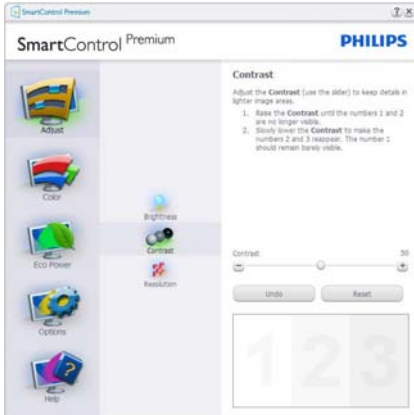 SmartControl Premium
SmartControl Premium
PHILIPS
Adjust
Color
Eco Power
Options
Help
Brightness
Contrast
Resolution
Contrast
Adjust the Contrast (use the slider) to keep details in
lighter image areas.
1. Raise the Contrast until the numbers 1 and 2
are no longer visible.
2. Slowly lower the Contrast to make the
numbers 2 and 3 reappear. The number 1
should remain barely visible.
Contrast
50
Undo
Reset
1 2 3